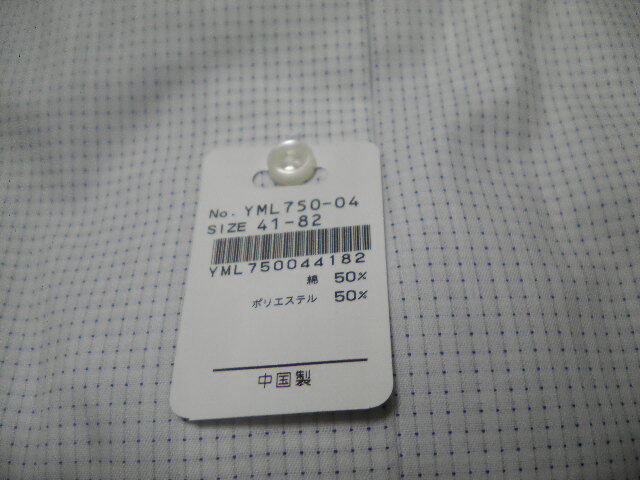 No. YML750-04
SIZE 41-82
YML750044182
綿 50%
ポリエステル 50%
中国製